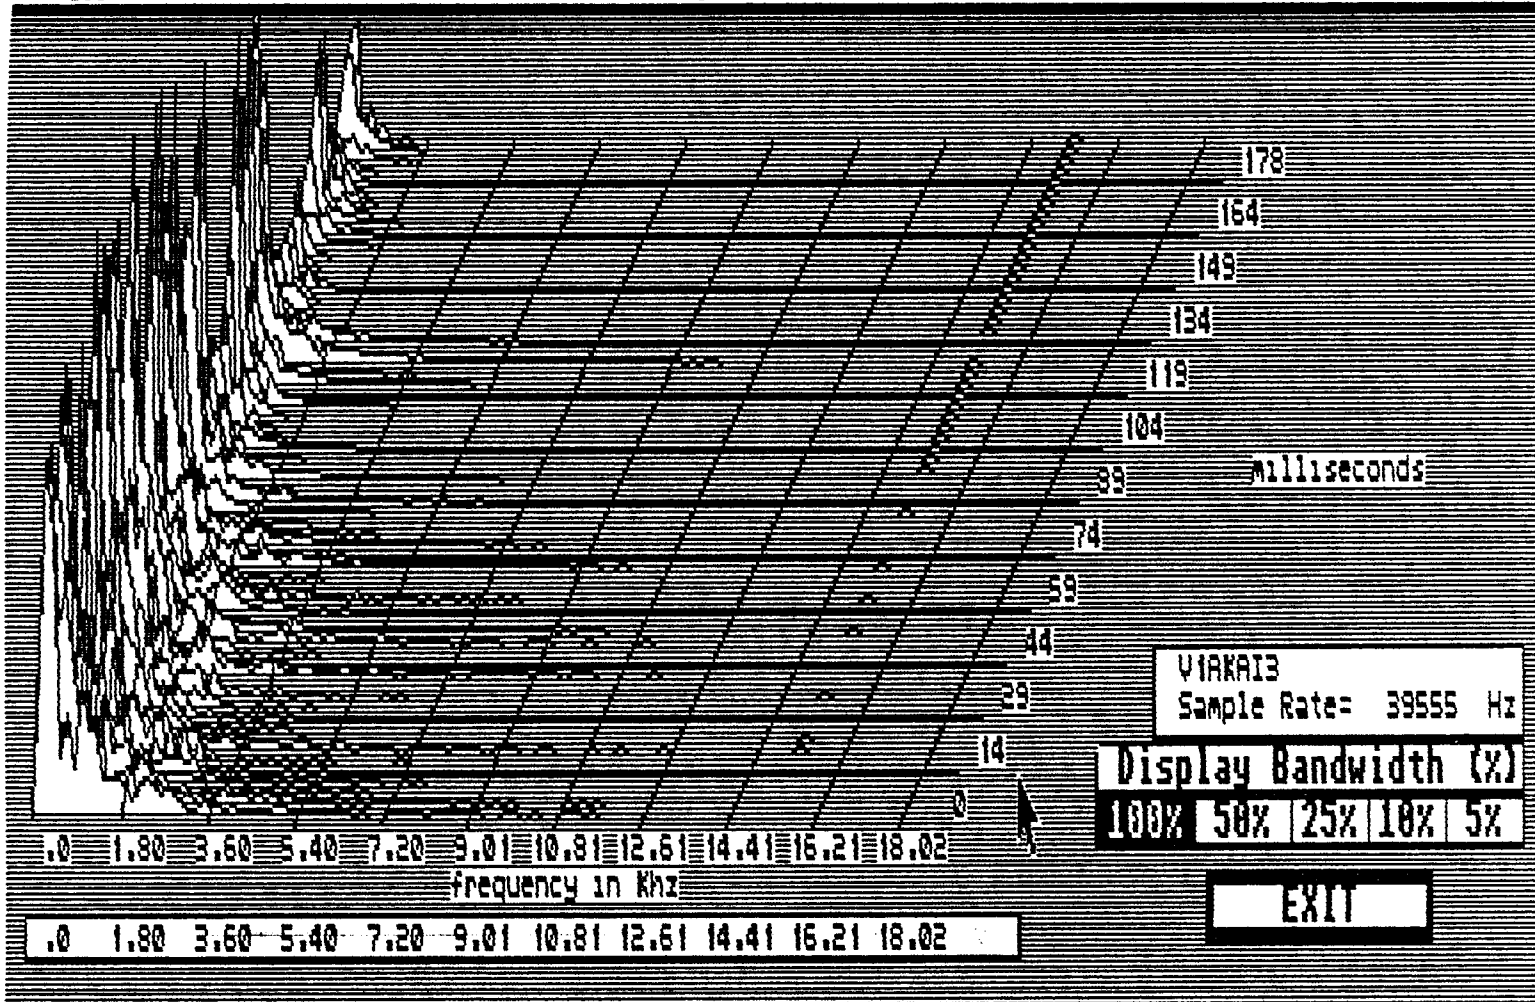 178
164
149
134
119
104
89
milliseconds
74
59
44
29
14
0
V1AKAI3
Sample Rate= 39555 Hz
Display Bandwidth (%)
100% 50% 25% 10% 5%
.0 1.80 3.60 5.40 7.20 9.01 10.81 12.61 14.41 16.21 18.02
frequency in Khz
EXIT
.0 1.80 3.60 5.40 7.20 9.01 10.81 12.61 14.41 16.21 18.02